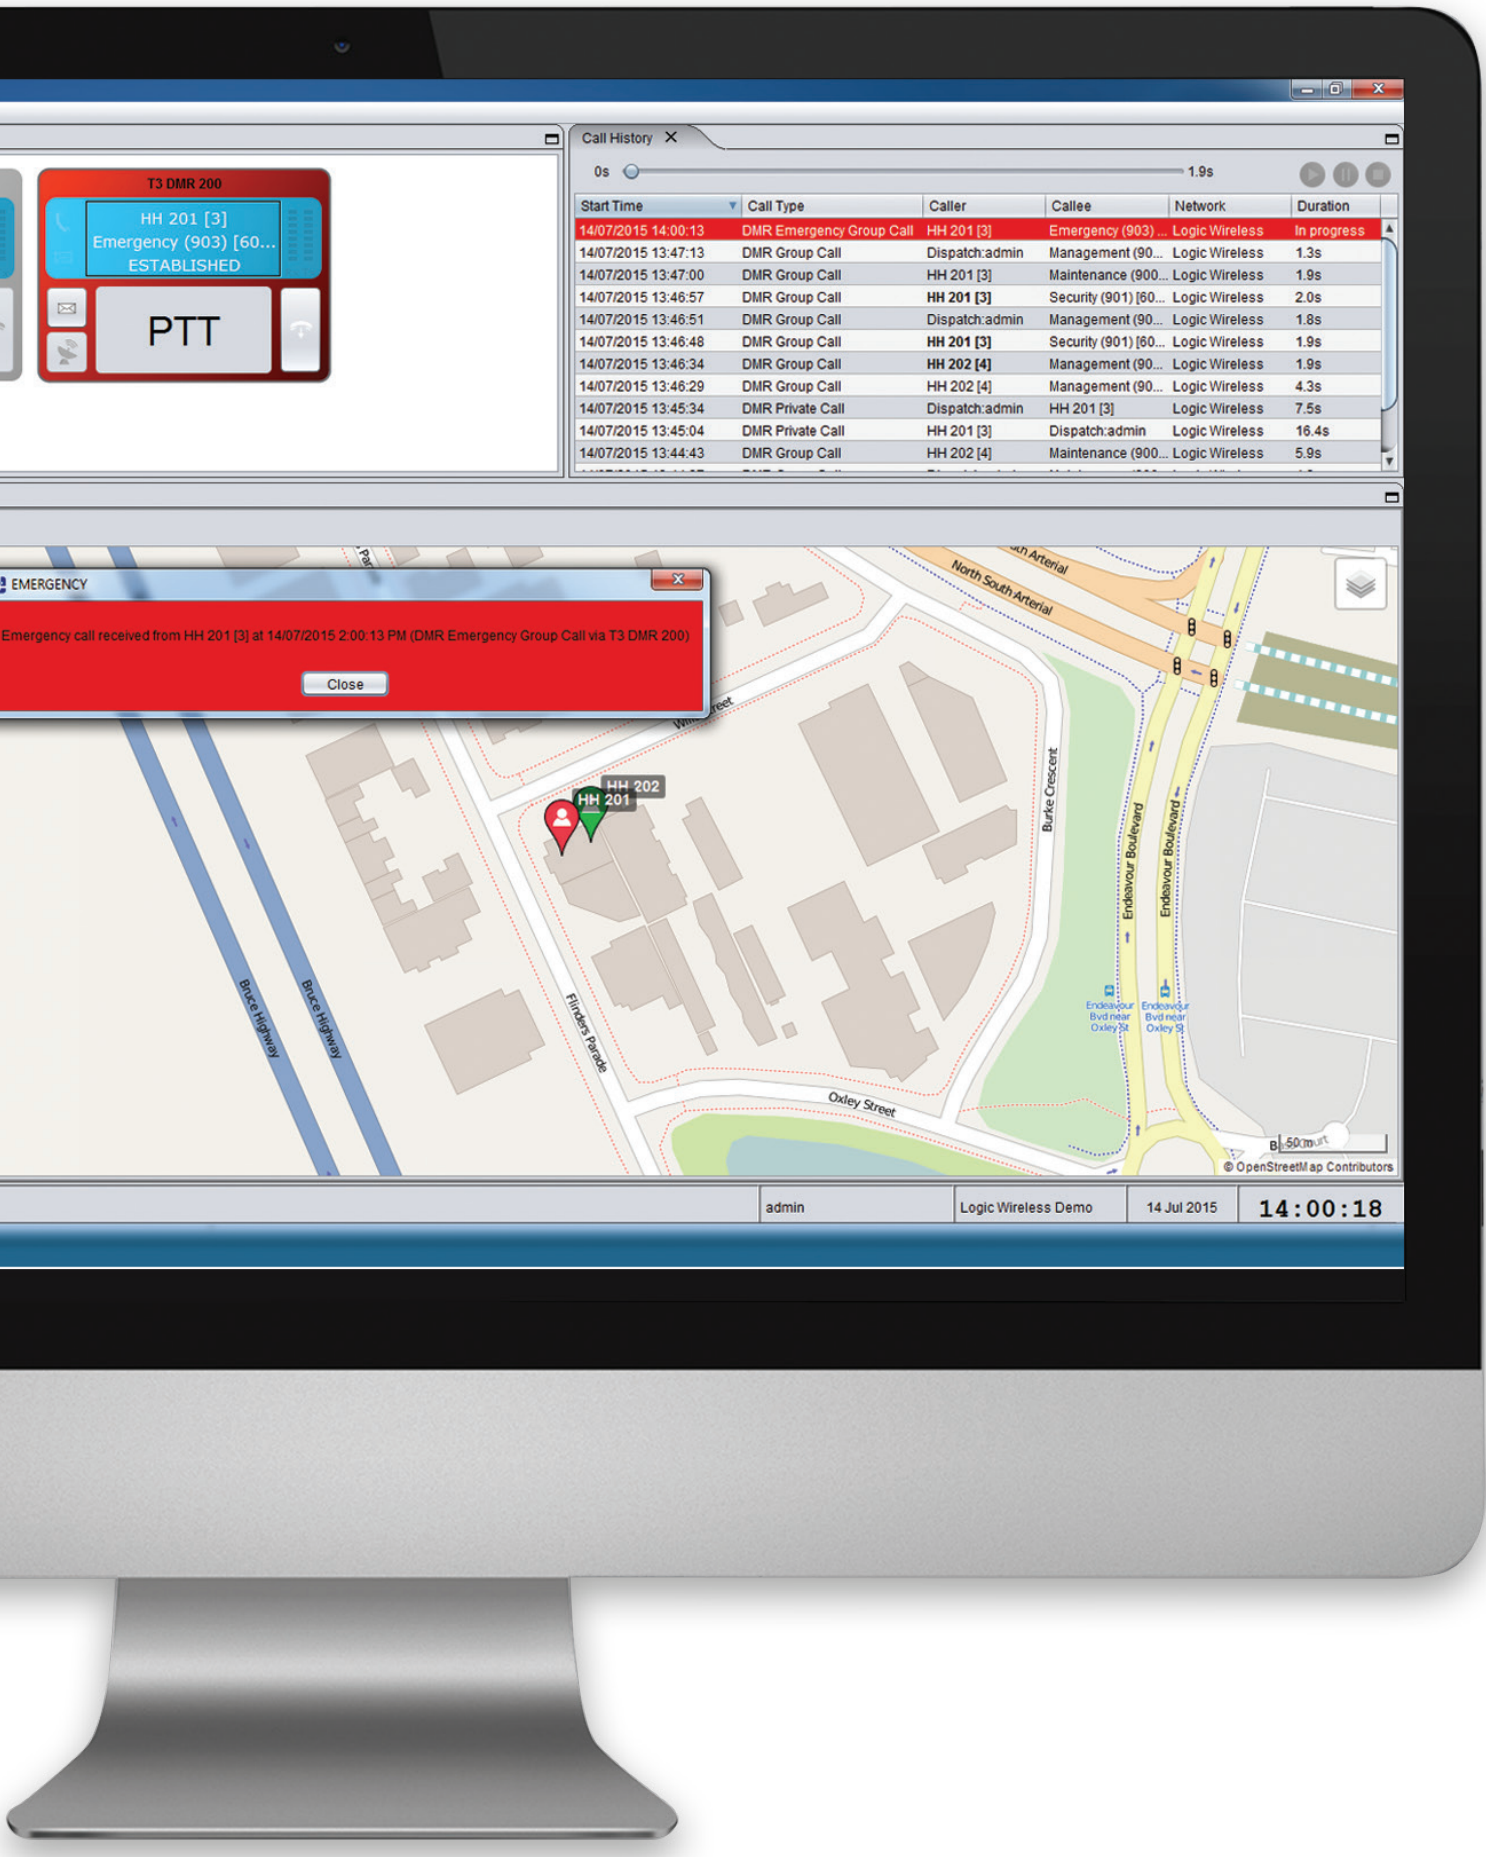 Call History
0s
1.9s
T3 DMR 200
HH 201 [3]
Emergency (903) [60...
ESTABLISHED
PTT
Start Time Call Type Caller Callee Network Duration
14/07/2015 14:00:13 DMR Emergency Group Call HH 201 [3] Emergency (903) ... Logic Wireless In progress
14/07/2015 13:47:13 DMR Group Call Dispatch:admin Management (90... Logic Wireless 1.3s
14/07/2015 13:47:00 DMR Group Call HH 201 [3] Maintenance (900... Logic Wireless 1.9s
14/07/2015 13:46:57 DMR Group Call HH 201 [3] Security (901) [60... Logic Wireless 2.0s
14/07/2015 13:46:51 DMR Group Call Dispatch:admin Management (90... Logic Wireless 1.8s
14/07/2015 13:46:48 DMR Group Call HH 201 [3] Security (901) [60... Logic Wireless 1.9s
14/07/2015 13:46:34 DMR Group Call HH 202 [4] Management (90... Logic Wireless 1.9s
14/07/2015 13:46:29 DMR Group Call HH 202 [4] Management (90... Logic Wireless 4.3s
14/07/2015 13:45:34 DMR Private Call Dispatch:admin HH 201 [3] Logic Wireless 7.5s
14/07/2015 13:45:04 DMR Private Call HH 201 [3] Dispatch:admin Logic Wireless 16.4s
14/07/2015 13:44:43 DMR Group Call HH 202 [4] Maintenance (900... Logic Wireless 5.9s
EMERGENCY
Emergency call received from HH 201 [3] at 14/07/2015 2:00:13 PM (DMR Emergency Group Call via T3 DMR 200)
Close
Arterial
North South Arterial
HH 202
HH 201
Burke Crescent
Endeavour Boulevard
Endeavour Boulevard
Bruce Highway
Bruce Highway
Flinders Parade
Endeavour
Bvd near
Oxley St
Endeavour
Bvd near
Oxley St
Oxley Street
50 m
© OpenStreetMap Contributors
admin
Logic Wireless Demo
14 Jul 2015
14:00:18